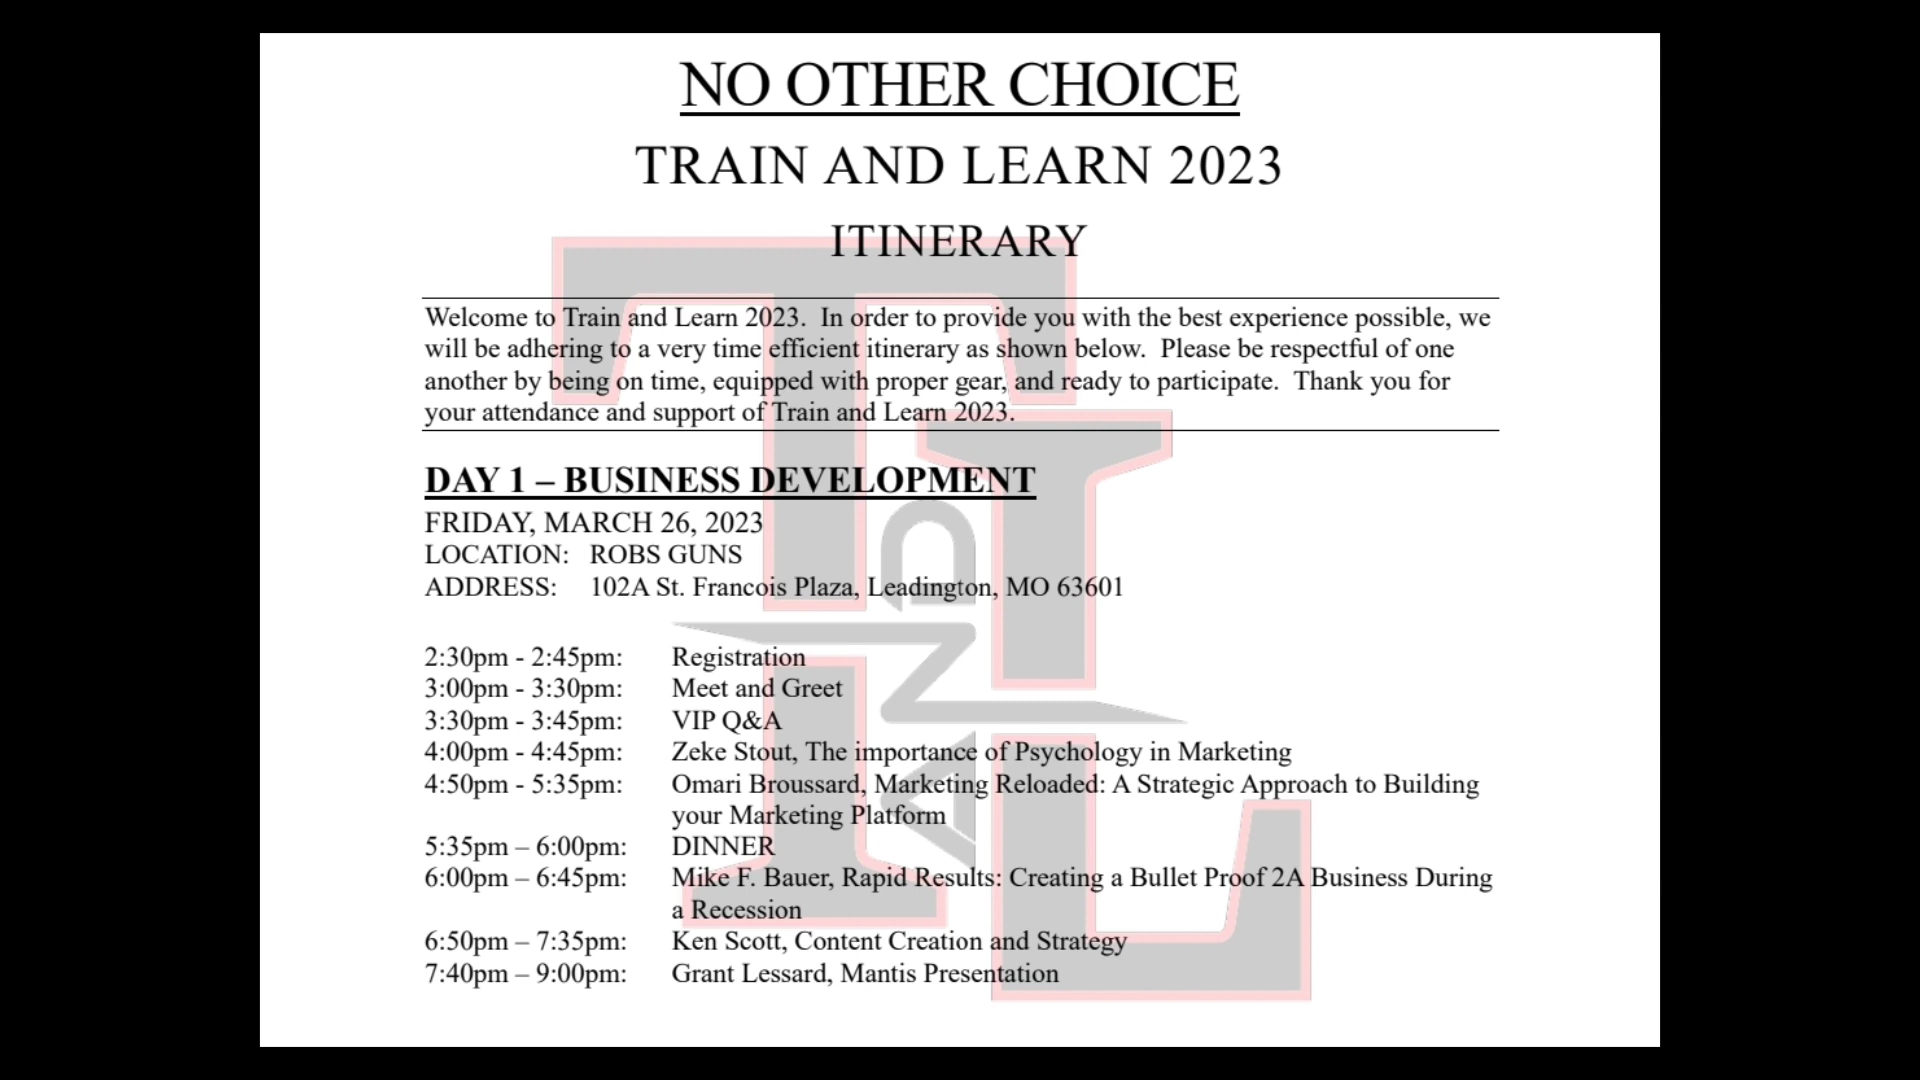 NO OTHER CHOICE
TRAIN AND LEARN 2023
ITINERARY
Welcome to Train and Learn 2023.  In order to provide you with the best experience possible, we
will be adhering to a very time efficient itinerary as shown below.  Please be respectful of one
another by being on time, equipped with proper gear, and ready to participate.  Thank you for
your attendance and support of Train and Learn 2023.
DAY 1 – BUSINESS DEVELOPMENT
FRIDAY, MARCH 26, 2023
LOCATION: ROBS GUNS
ADDRESS: 102A St. Francois Plaza, Leadington, MO 63601
2:30pm - 2:45pm: Registration
3:00pm - 3:30pm: Meet and Greet
3:30pm - 3:45pm: VIP Q&A
4:00pm - 4:45pm: Zeke Stout, The importance of Psychology in Marketing
4:50pm - 5:35pm: Omari Broussard, Marketing Reloaded: A Strategic Approach to Building
your Marketing Platform
5:35pm – 6:00pm: DINNER
6:00pm – 6:45pm: Mike F. Bauer, Rapid Results: Creating a Bullet Proof 2A Business During
a Recession
6:50pm – 7:35pm: Ken Scott, Content Creation and Strategy
7:40pm – 9:00pm: Grant Lessard, Mantis Presentation
T
AND
L